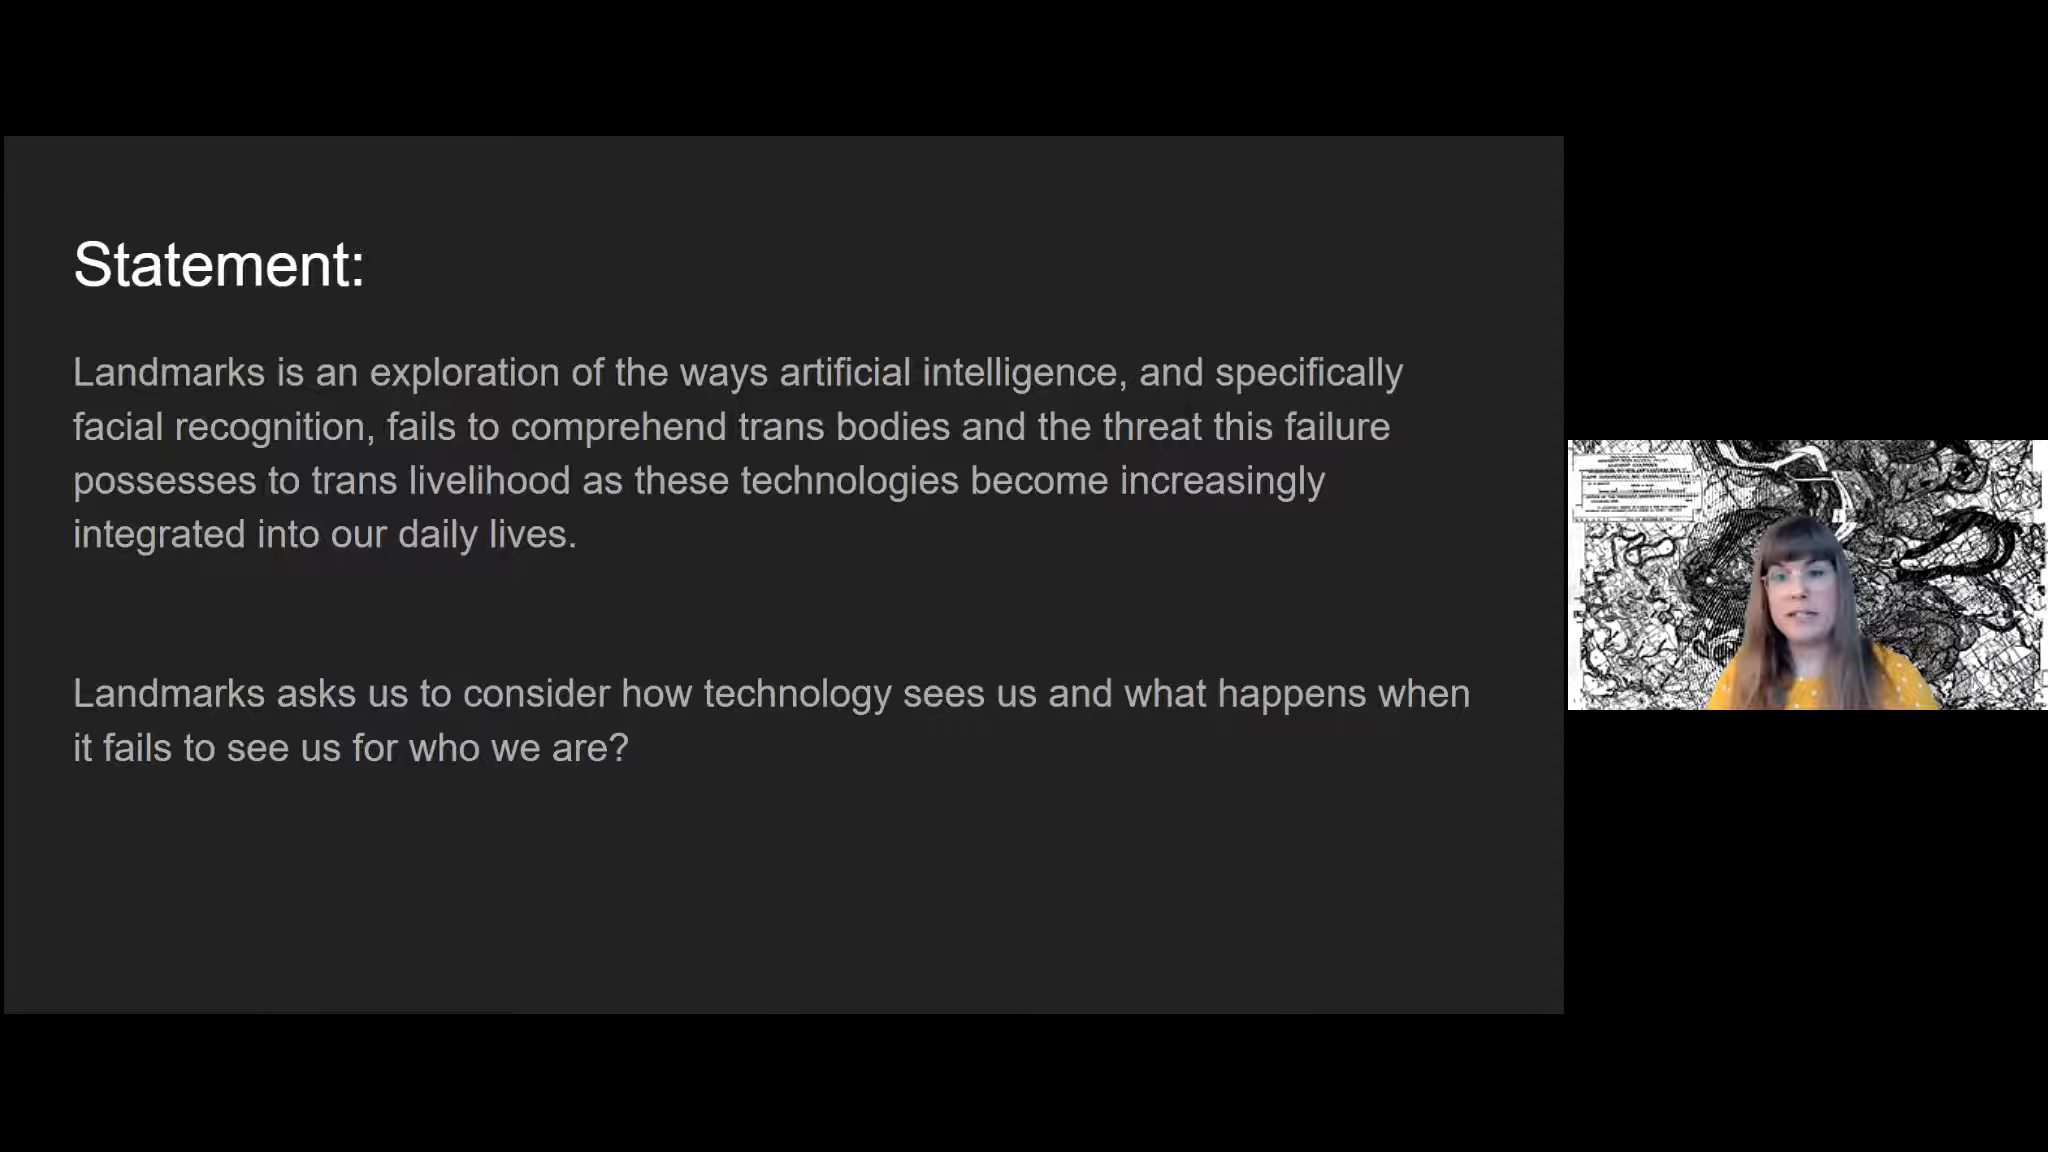 Statement:
Landmarks is an exploration of the ways artificial intelligence, and specifically
facial recognition, fails to comprehend trans bodies and the threat this failure
possesses to trans livelihood as these technologies become increasingly
integrated into our daily lives.
Landmarks asks us to consider how technology sees us and what happens when
it fails to see us for who we are?